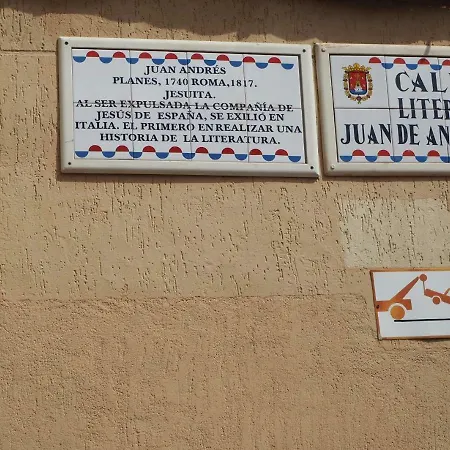 JUAN ANDRÉS
PLANES, 1740 ROMA,1817.
JESUITA.
AL SER EXPULSADA LA COMPAÑÍA DE
JESÚS DE ESPAÑA, SE EXILIÓ EN
ITALIA. EL PRIMERO EN REALIZAR UNA
HISTORIA DE LA LITERATURA.
CAL
LITER
JUAN DE AN